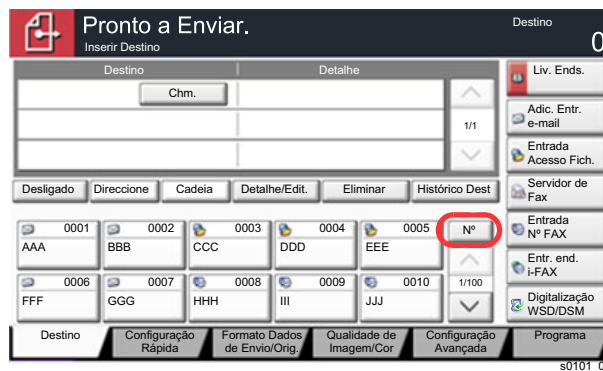 Pronto a Enviar.
Inserir Destino
Destino
0
Destino Detalhe
Chm.
1/1
Desligado Direccione Cadeia Detalhe/Edit. Eliminar Histórico Dest
0001 0002 0003 0004 0005 Nº
AAA BBB CCC DDD EEE
0006 0007 0008 0009 0010 1/100
FFF GGG HHH III JJJ
Liv. Ends.
Adic. Entr.
e-mail
Entrada
Acesso Fich.
Servidor de
Fax
Entrada
Nº FAX
Entr. end.
i-FAX
Digitalização
WSD/DSM
Destino
Configuração
Rápida
Formato Dados
de Envio/Orig.
Qualidade de
Imagem/Cor
Configuração
Avançada
Programa
s0101_0